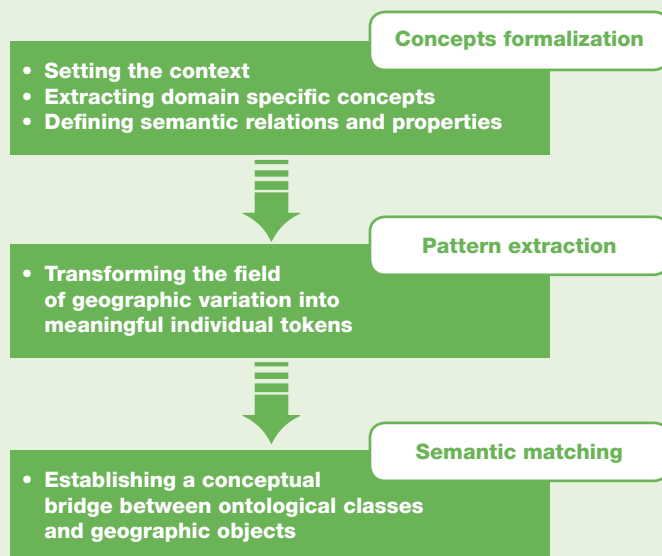 Concepts formalization
• Setting the context
• Extracting domain specific concepts
• Defining semantic relations and properties
Pattern extraction
• Transforming the field
of geographic variation into
meaningful individual tokens
Semantic matching
• Establishing a conceptual
bridge between ontological classes
and geographic objects